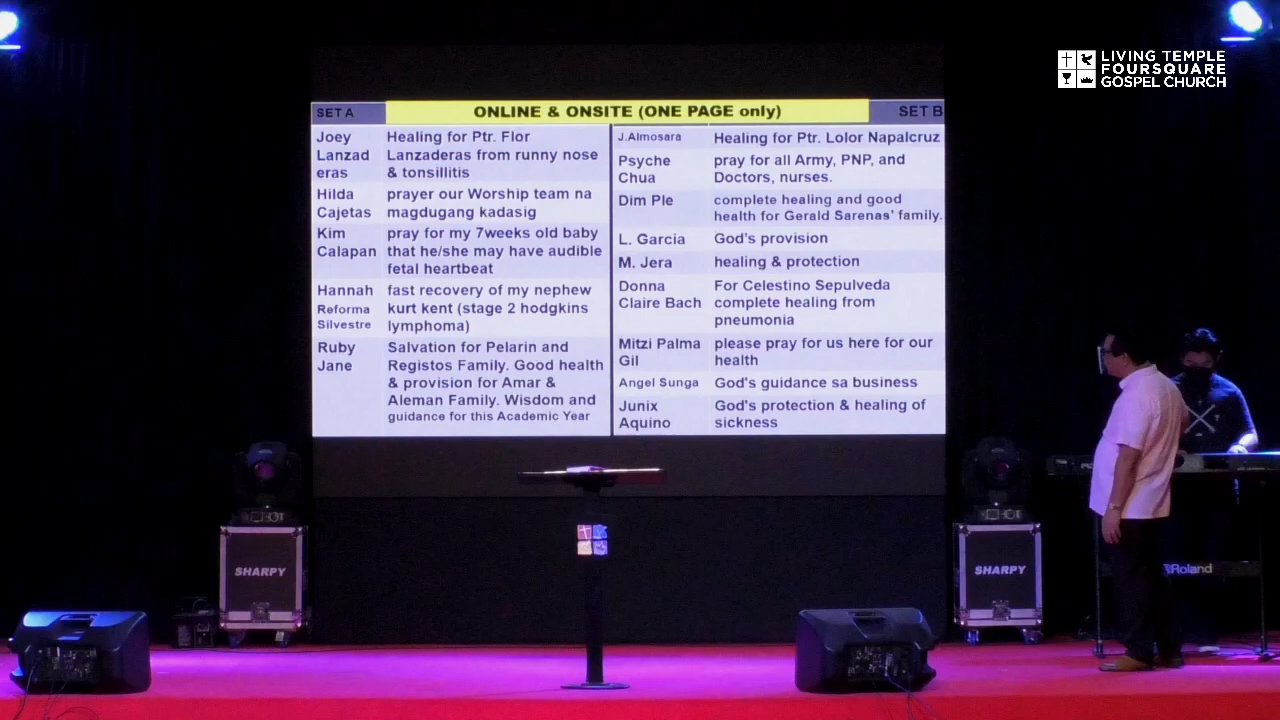 LIVING TEMPLE
FOURSQUARE
GOSPEL CHURCH
SET A
ONLINE & ONSITE (ONE PAGE only)
SET B
Joey
Lanzad
eras
Healing for Ptr. Flor
Lanzaderas from runny nose
& tonsillitis
Hilda
Cajetas
prayer our Worship team na
magdugang kadasig
Kim
Calapan
pray for my 7weeks old baby
that he/she may have audible
fetal heartbeat
Hannah
Reforma
Silvestre
fast recovery of my nephew
kurt kent (stage 2 hodgkins
lymphoma)
Ruby
Jane
Salvation for Pelarin and
Registos Family. Good health
& provision for Amar &
Aleman Family. Wisdom and
guidance for this Academic Year
J.Almosara
Healing for Ptr. Lolor Napalcruz
Psyche
Chua
pray for all Army, PNP, and
Doctors, nurses.
Dim Ple
complete healing and good
health for Gerald Sarenas' family.
L. Garcia
God's provision
M. Jera
healing & protection
Donna
Claire Bach
For Celestino Sepulveda
complete healing from
pneumonia
Mitzi Palma
Gil
please pray for us here for our
health
Angel Sunga
God's guidance sa business
Junix
Aquino
God's protection & healing of
sickness
SHARPY
SHARPY
Roland